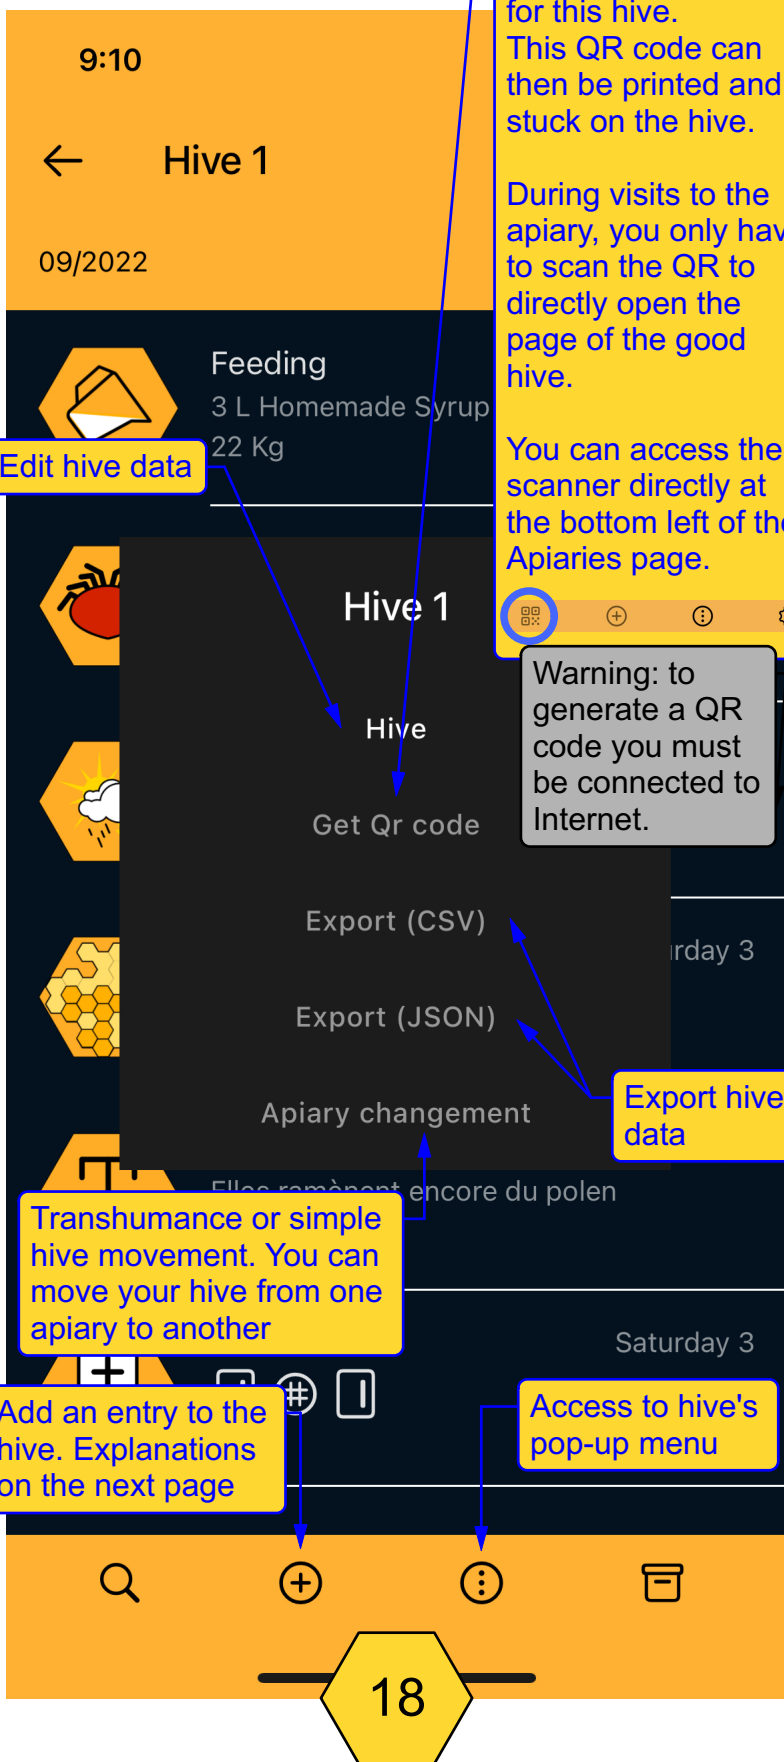 for this hive.
This QR code can
then be printed and
stuck on the hive.
During visits to the
apiary, you only
to scan the QR to
directly open the
page of the good
hive.
You can access the
scanner directly at
the bottom left of
Apiaries page.
9:10
Hive 1
09/2022
Feeding
3 L Homemade Syrup
22 Kg
Edit hive data
Hive 1
Warning: to
generate a QR
code you must
be connected to
Internet.
Hive
Get Qr code
Export (CSV)
Export (JSON)
Apiary changement
3
Export hive
data
encore du polen
Transhumance or simple
hive movement. You can
move your hive from one
apiary to another
Saturday 3
Add an entry to the
hive. Explanations
on the next page
Access to hive's
pop-up menu
18